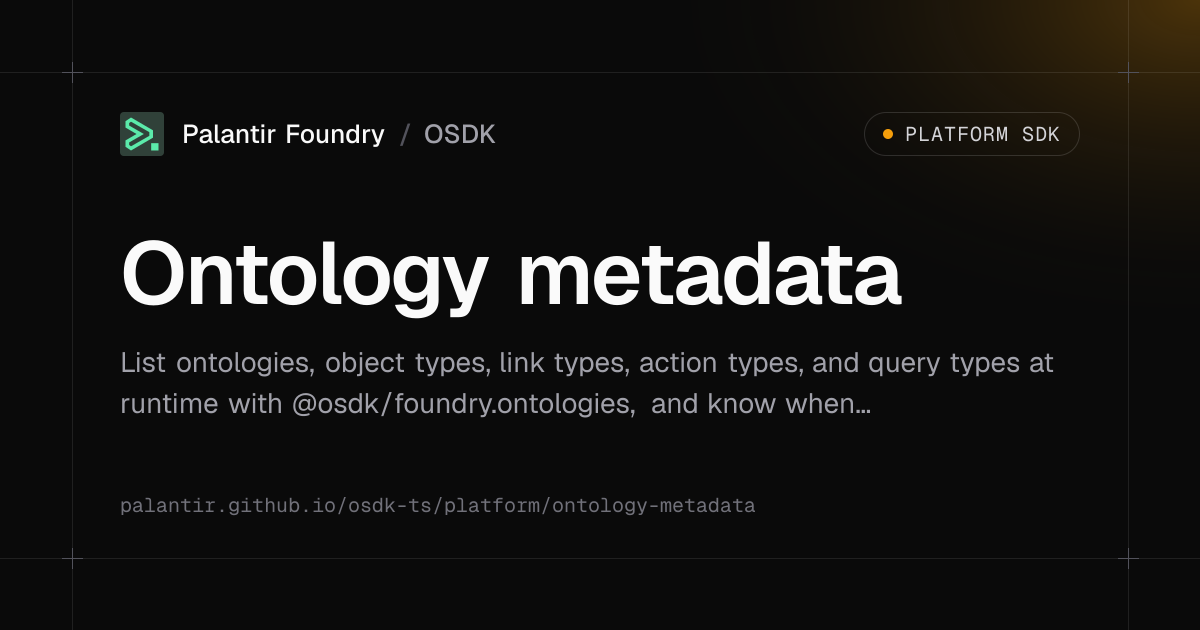 Palantir Foundry / OSDK
PLATFORM SDK
Ontology metadata
List ontologies, object types, link types, action types, and query types at
runtime with @osdk/foundry.ontologies,  and know when…
palantir.github.io/osdk-ts/platform/ontology-metadata